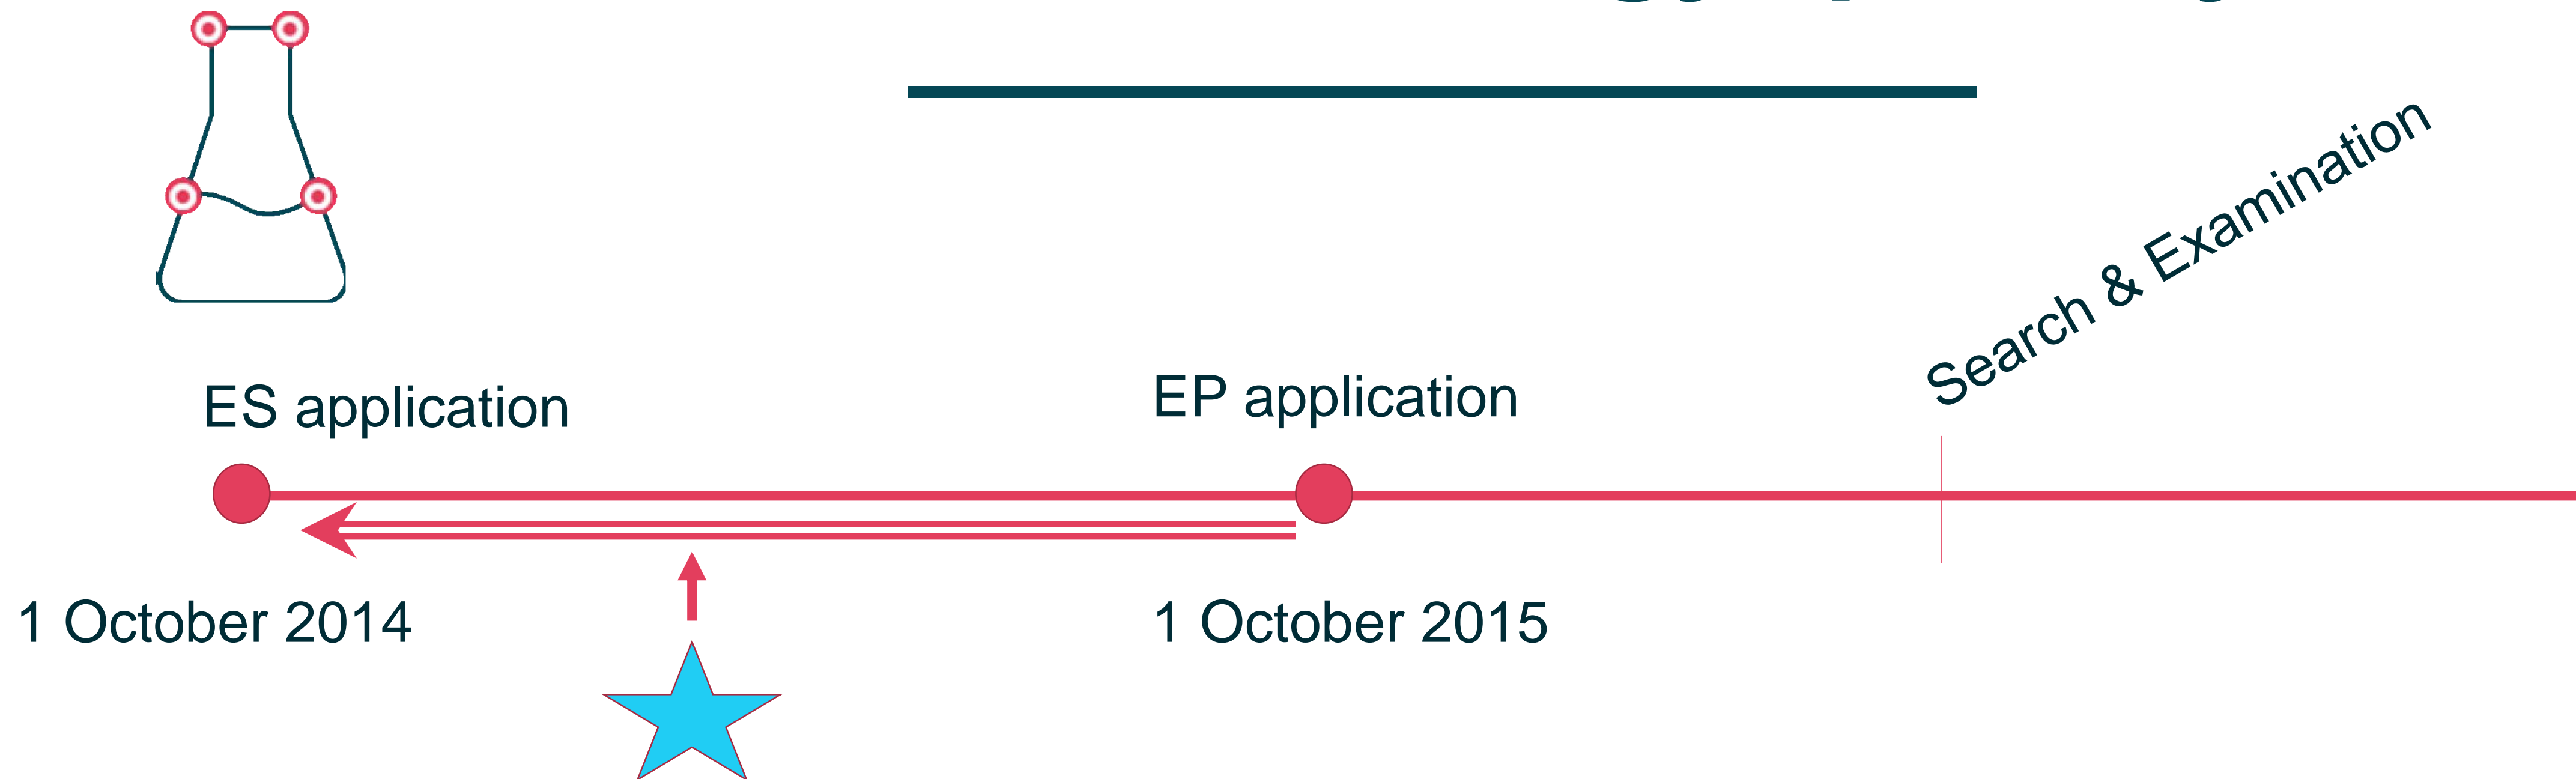 Search & Examination
ES application
EP application
1 October 2014
1 October 2015